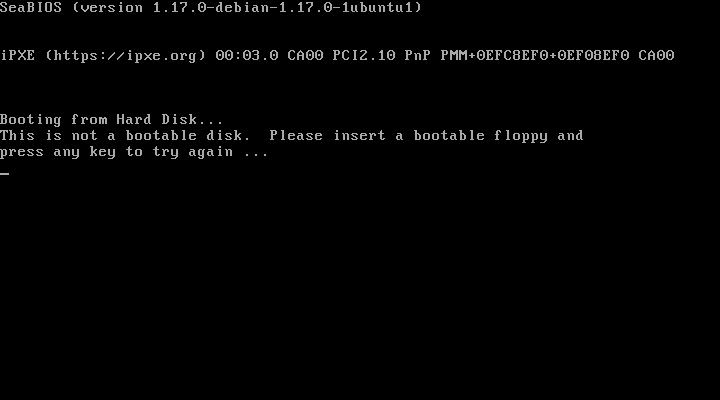 SeaBIOS (version 1.17.0-debian-1.17.0-1ubuntu1)
iPXE (https://ipxe.org) 00:03.0 CA00 PCI2.10 PnP PMM+0EFC8EF0+0EF08EF0 CA00
Booting from Hard Disk...
This is not a bootable disk.  Please insert a bootable floppy and
press any key to try again ...